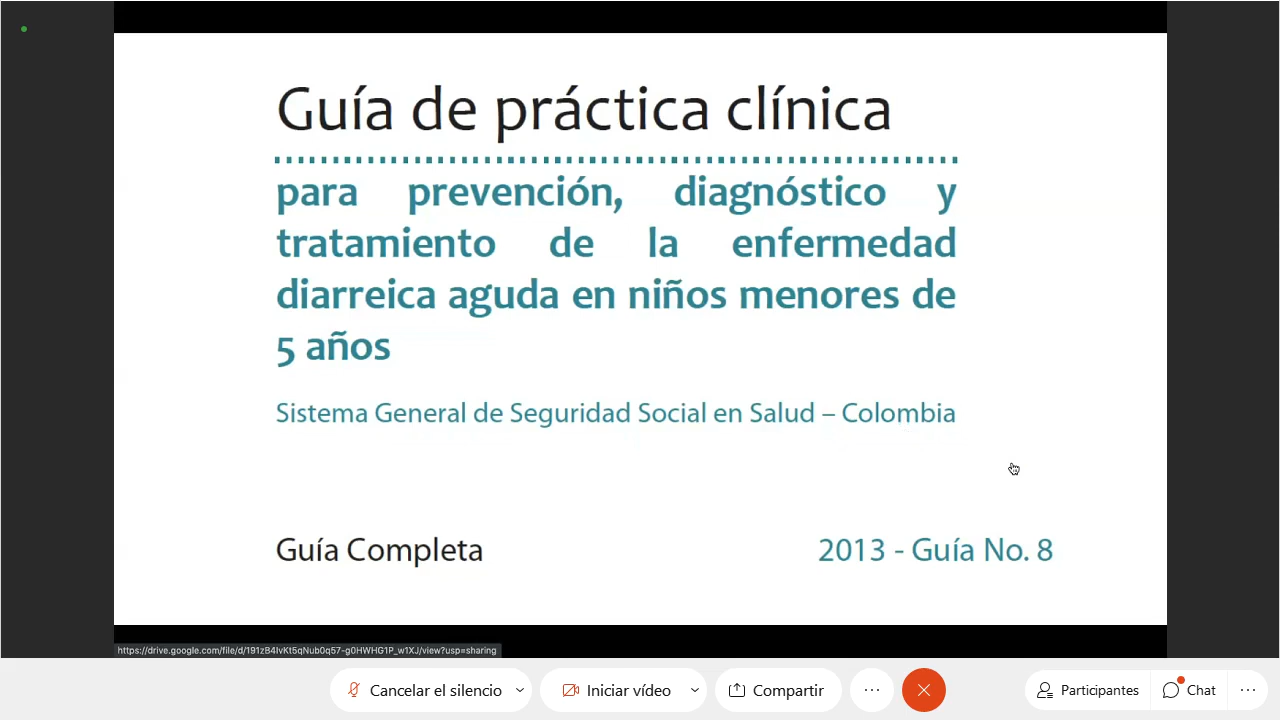 Guía de práctica clínica
para prevención, diagnóstico y
tratamiento de la enfermedad
diarreica aguda en niños menores de
5 años
Sistema General de Seguridad Social en Salud – Colombia
Guía Completa
2013 - Guía No. 8
https://drive.google.com/file/d/191zB4IvKt5qNub0q57-g0HWHG1P_w1XJ/view?usp=sharing
Cancelar el silencio
Iniciar vídeo
Compartir
Participantes
Chat